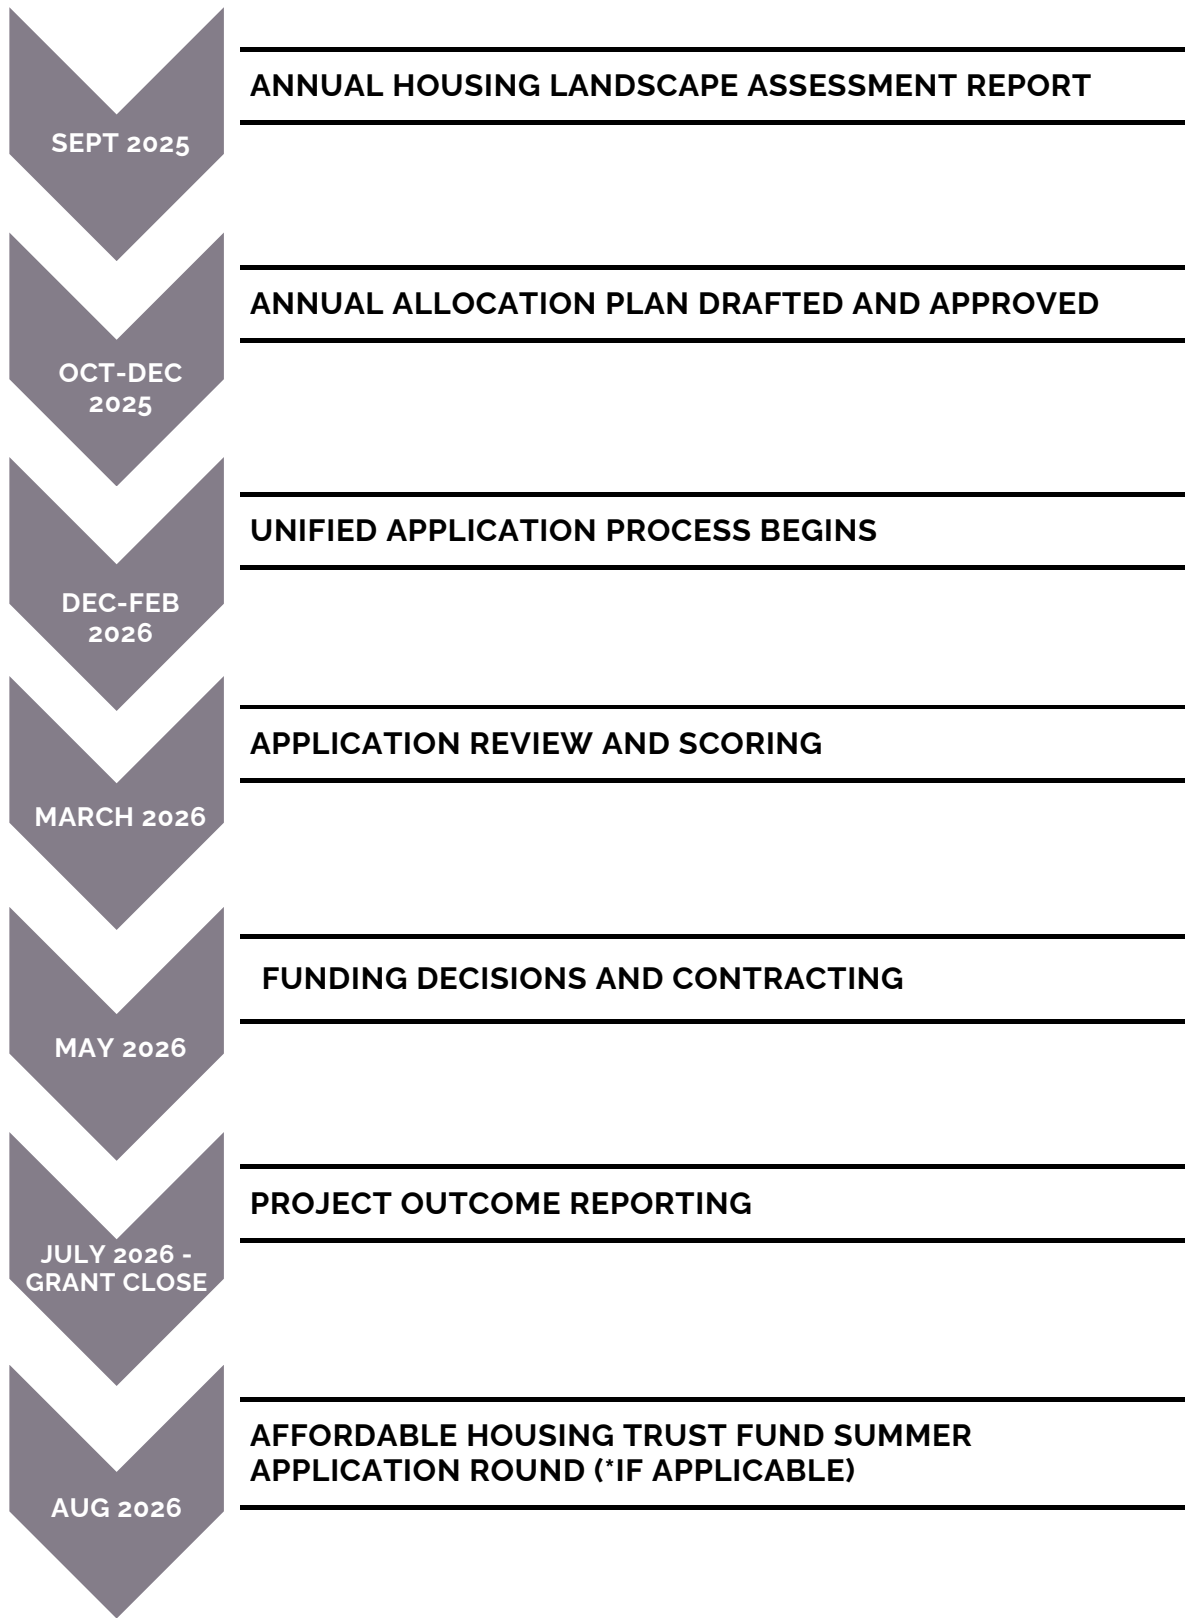 ANNUAL HOUSING LANDSCAPE ASSESSMENT REPORT
SEPT 2025
ANNUAL ALLOCATION PLAN DRAFTED AND APPROVED
OCT-DEC
2025
UNIFIED APPLICATION PROCESS BEGINS
DEC-FEB
2026
APPLICATION REVIEW AND SCORING
MARCH 2026
FUNDING DECISIONS AND CONTRACTING
MAY 2026
PROJECT OUTCOME REPORTING
JULY 2026 -
GRANT CLOSE
AFFORDABLE HOUSING TRUST FUND SUMMER
APPLICATION ROUND (*IF APPLICABLE)
AUG 2026